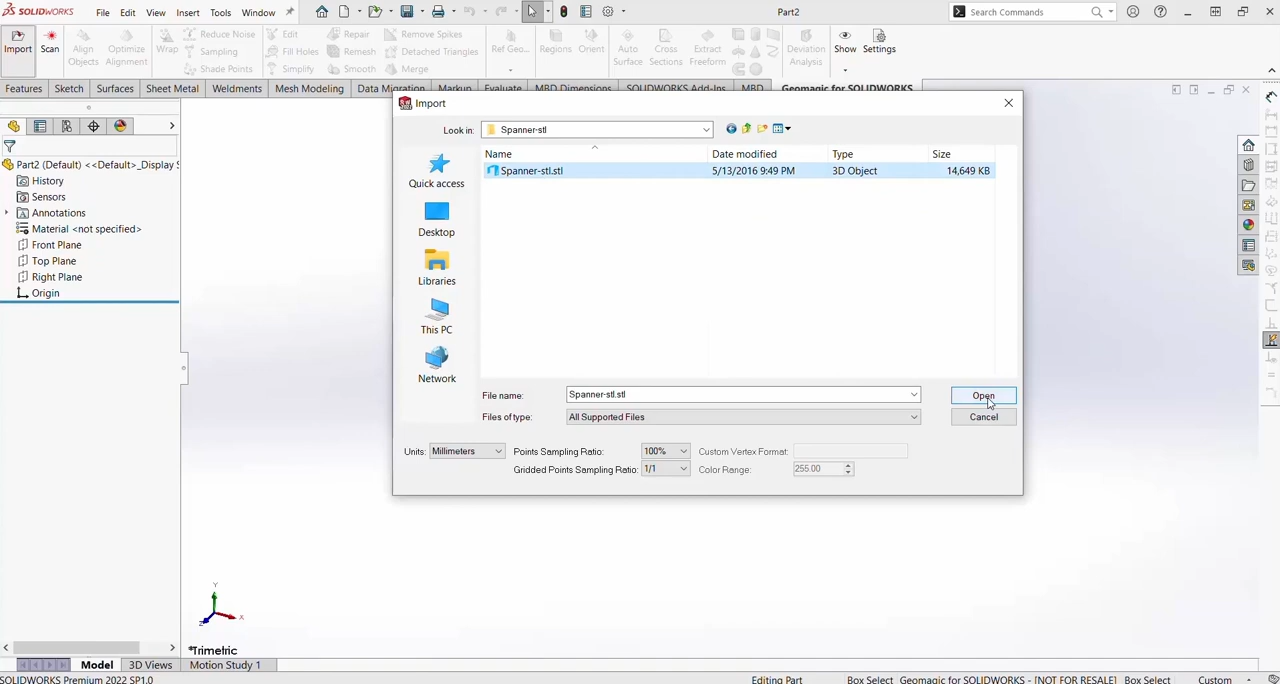 SOLIDWORKS File Edit View Insert Tools Window Part2 Search Commands
Import Scan Align Objects Optimize Alignment Wrap Reduce Noise Sampling Shade Points Edit Fill Holes Simplify Repair Remesh Smooth Remove Spikes Detached Triangles Merge Ref Geo... Regions Orient Auto Surface Cross Sections Extract Freeform Deviation Analysis Show Settings
Features Sketch Surfaces Sheet Metal Weldments Mesh Modeling Data Migration Markup Evaluate MBD Dimensions SOLIDWORKS Add-Ins MBD Geomagic for SOLIDWORKS
Import
Look in: Spanner-stl
Name Date modified Type Size
Spanner-stl.stl 5/13/2016 9:49 PM 3D Object 14,649 KB
Quick access
Desktop
Libraries
This PC
Network
File name: Spanner-stl.stl Open
Files of type: All Supported Files Cancel
Units: Millimeters Points Sampling Ratio: 100% Custom Vertex Format:
Gridded Points Sampling Ratio: 1/1 Color Range: 255.00
Part2 (Default) <<Default>_Display S
History
Sensors
Annotations
Material <not specified>
Front Plane
Top Plane
Right Plane
Origin
Y
X
Z
*Trimetric
Model 3D Views Motion Study 1
SOLIDWORKS Premium 2022 SP1.0 Editing Part Box Select Geomagic for SOLIDWORKS - [NOT FOR RESALE] Box Select Custom